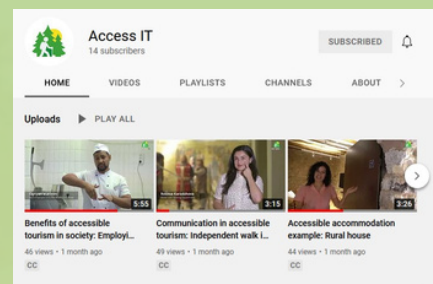 Access IT
14 subscribers
SUBSCRIBED
HOME VIDEOS PLAYLISTS CHANNELS ABOUT
Uploads PLAY ALL
5:55 3:15 3:26
Benefits of accessible
tourism in society: Employi...
46 views • 1 month ago
CC
Communication in accessible
tourism: Independent walk i...
49 views • 1 month ago
CC
Accessible accommodation
example: Rural house
44 views • 1 month ago
CC